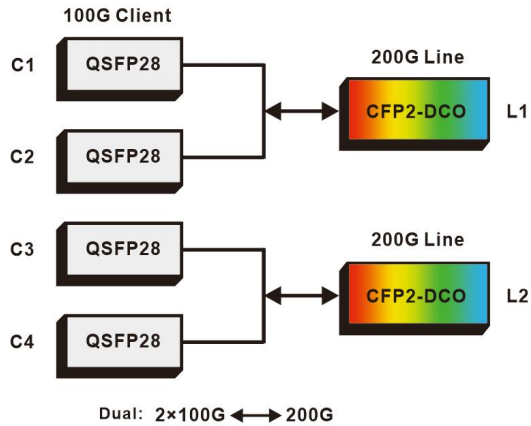 100G Client
C1 QSFP28
200G Line
CFP2-DCO L1
C2 QSFP28
C3 QSFP28
200G Line
CFP2-DCO L2
C4 QSFP28
Dual: 2×100G 200G